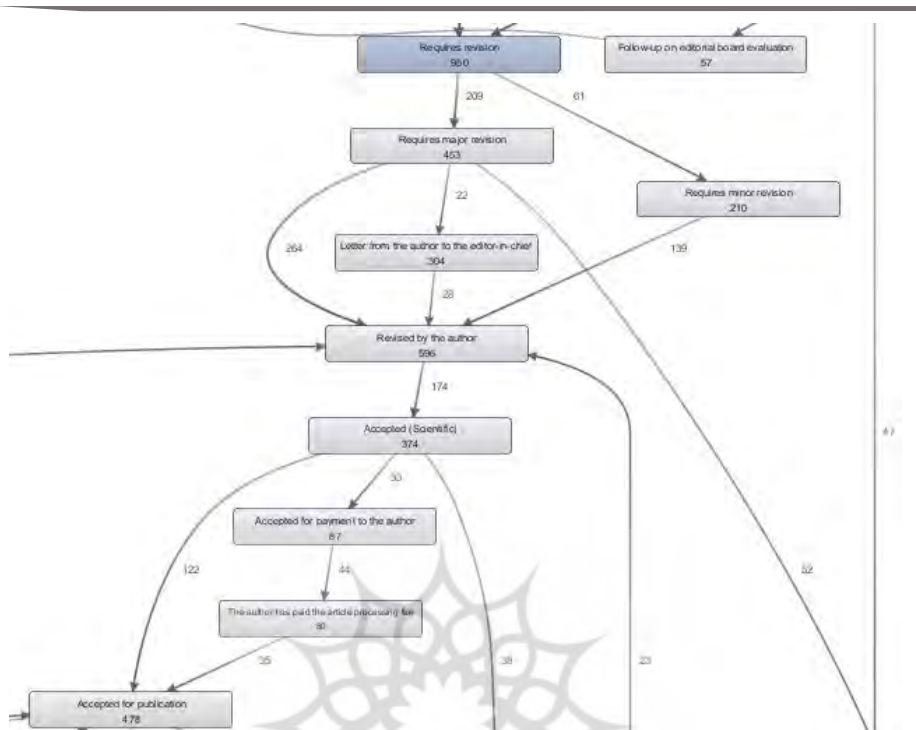 Requires revision
950
Follow-up on editorial board evaluation
57
209
61
Requires major revision
453
22
Requires minor revision
210
264
Letter from the author to the editor-in-chief
304
139
28
Revised by the author
596
174
Accepted (Scientific)
374
33
Accepted for payment to the author
87
122
44
52
The author has paid the article processing fee
80
35
38
23
Accepted for publication
478